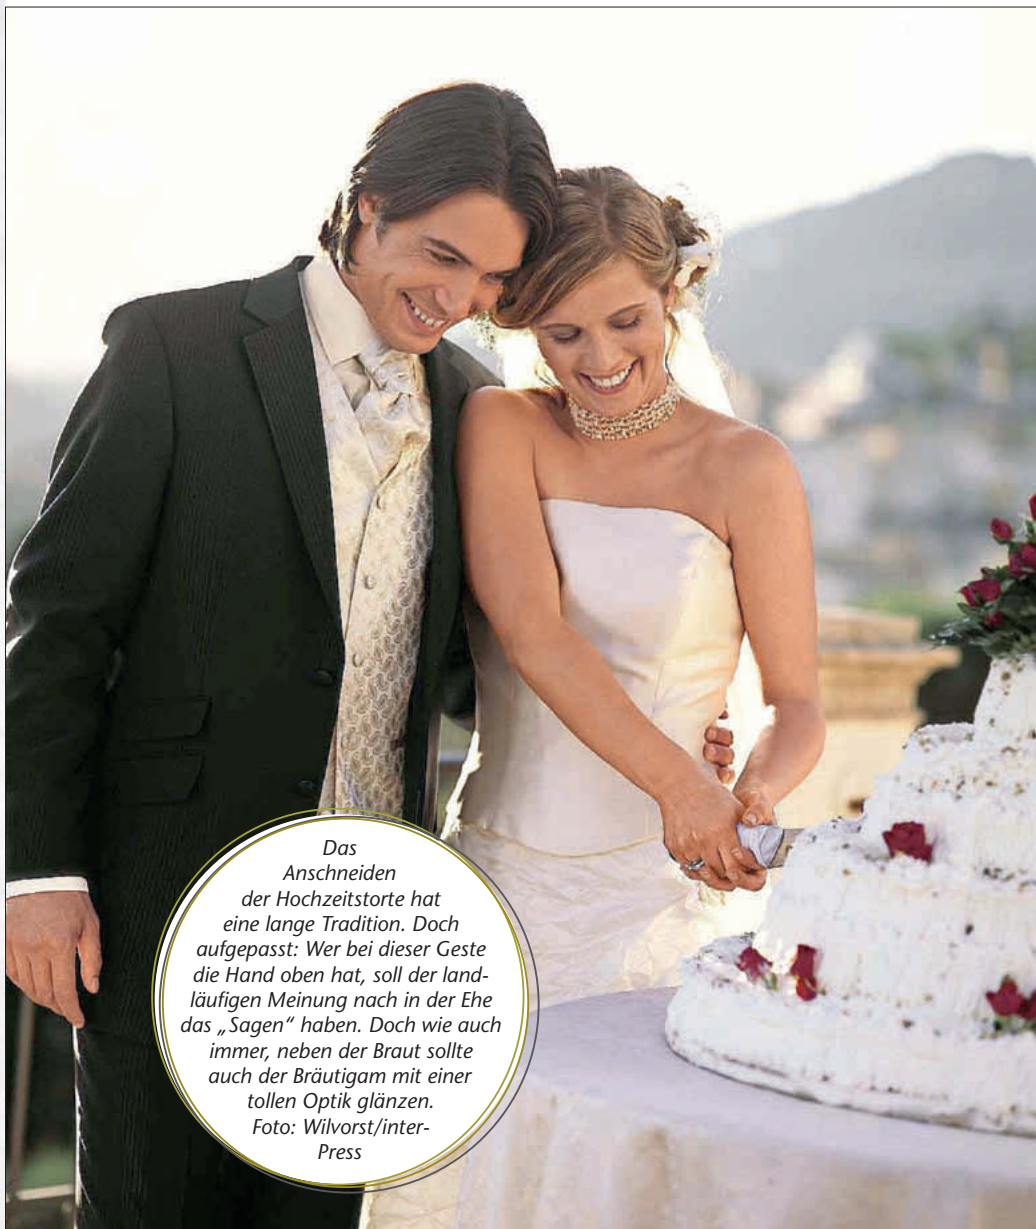 Das
Anschneiden
der Hochzeitstorte hat
eine lange Tradition. Doch
aufgepasst: Wer bei dieser Geste
die Hand oben hat, soll der land-
läufigen Meinung nach in der Ehe
das „Sagen“ haben. Doch wie auch
immer, neben der Braut sollte
auch der Bräutigam mit einer
tollen Optik glänzen.
Foto: Wilvorst/inter-
Press